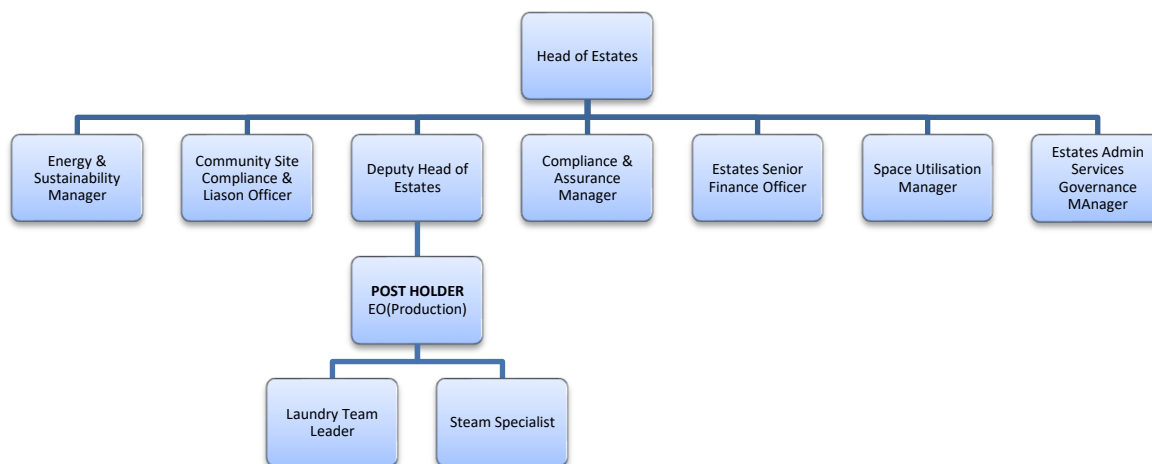 Head of Estates
Energy &
Sustainability
Manager
Community Site
Compliance &
Liason Officer
Deputy Head of
Estates
Compliance &
Assurance
Manager
Estates Senior
Finance Officer
Space Utilisation
Manager
Estates Admin
Services
Governance
MAnager
POST HOLDER
EO(Production)
Laundry Team
Leader
Steam Specialist